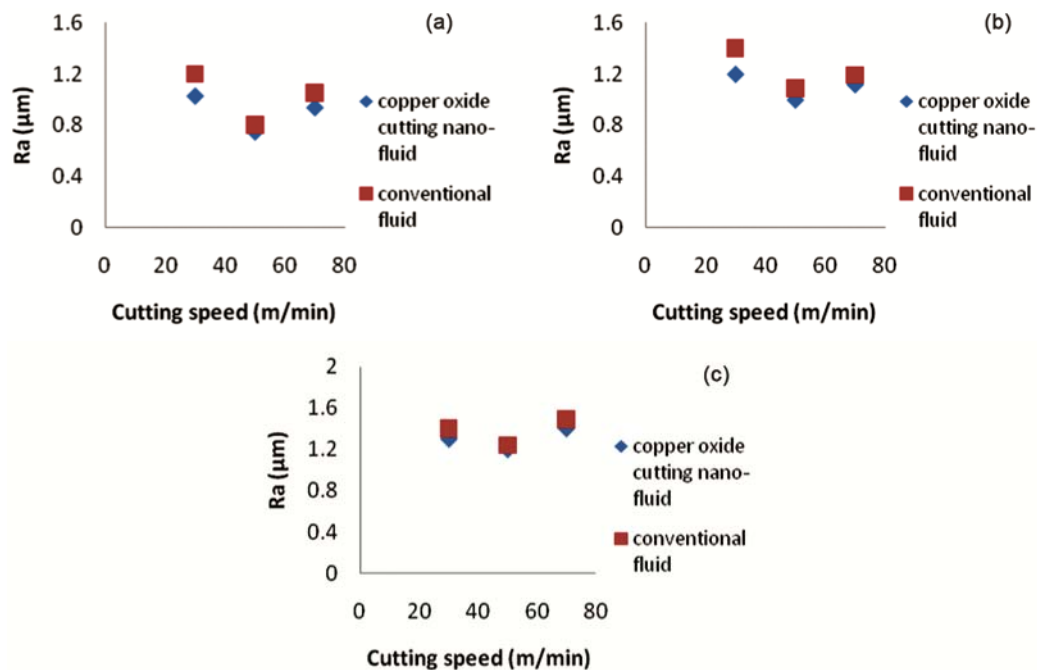 (a)
1.6
1.2
0.8
0.4
0
Ra (µm)
0 20 40 60 80
Cutting speed (m/min)
copper oxide
cutting nano-
fluid
conventional
fluid
(b)
1.6
1.2
0.8
0.4
0
Ra (µm)
0 20 40 60 80
Cutting speed (m/min)
copper oxide
cutting nano-
fluid
conventional
fluid
(c)
2
1.6
1.2
0.8
0.4
0
Ra (µm)
0 20 40 60 80
Cutting speed (m/min)
copper oxide
cutting nano-
fluid
conventional
fluid